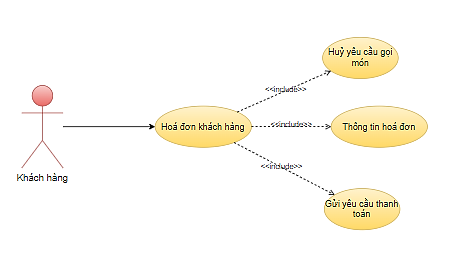 Huỷ yêu cầu gọi
món
<<include>>
Hoá đơn khách hàng
<<include>>
Thông tin hoá đơn
<<include>>
Khách hàng
Gửi yêu cầu thanh
toán